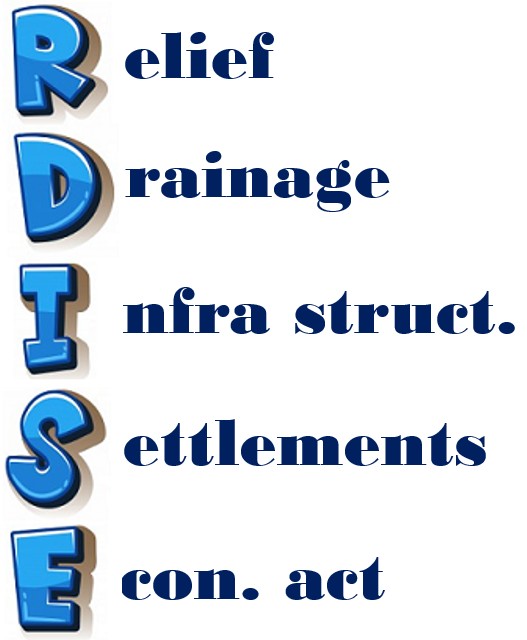 Relief
Drainage
Infra struct.
Settlements
Econ. act